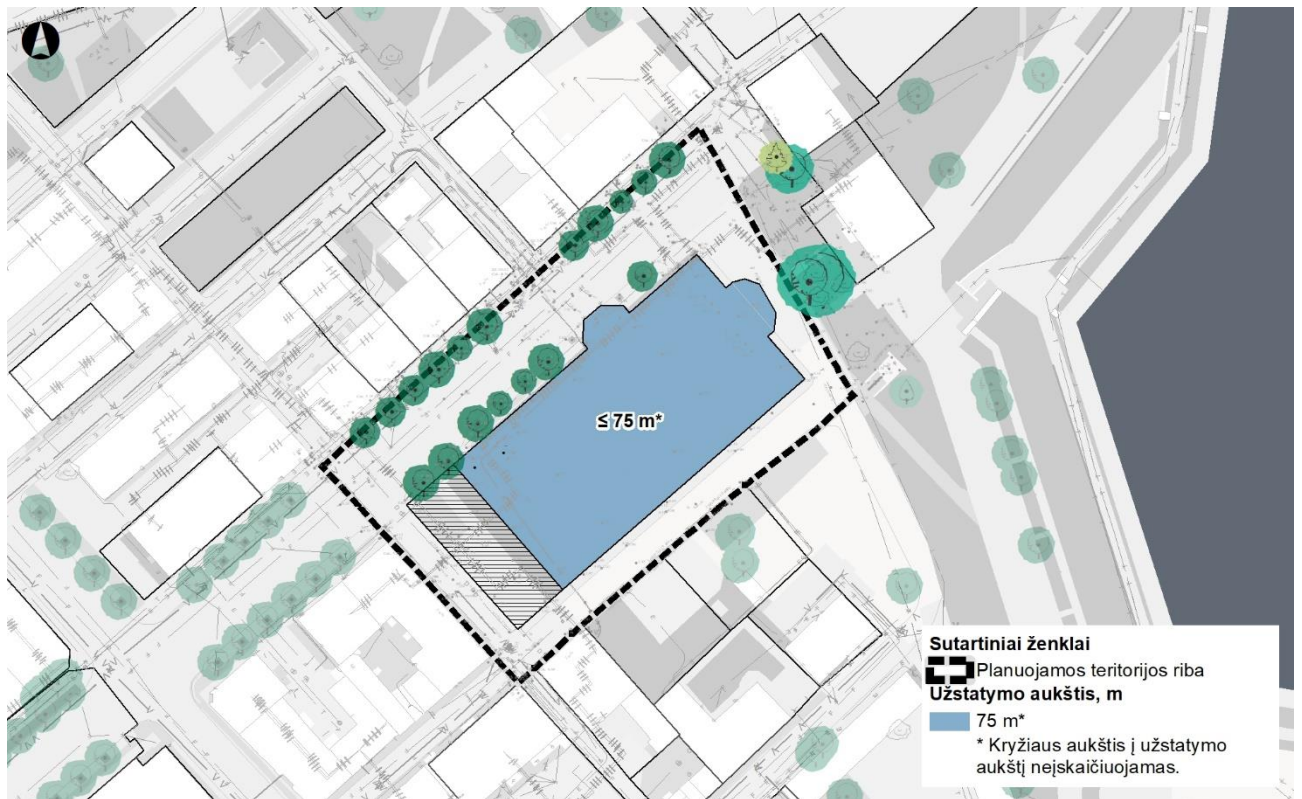 ≤ 75 m*
Sutartiniai ženklai
Planuojamos teritorijos riba
Užstatymo aukštis, m
75 m*
* Kryžiaus aukštis į užstatymo
aukštį neįskaičiuojamas.